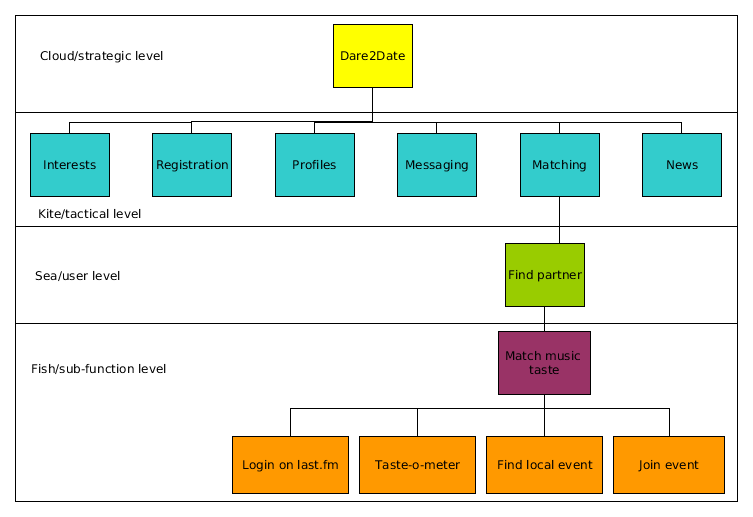 Cloud/strategic level
Dare2Date
Interests
Registration
Profiles
Messaging
Matching
News
Kite/tactical level
Sea/user level
Find partner
Fish/sub-function level
Match music
taste
Login on last.fm
Taste-o-meter
Find local event
Join event